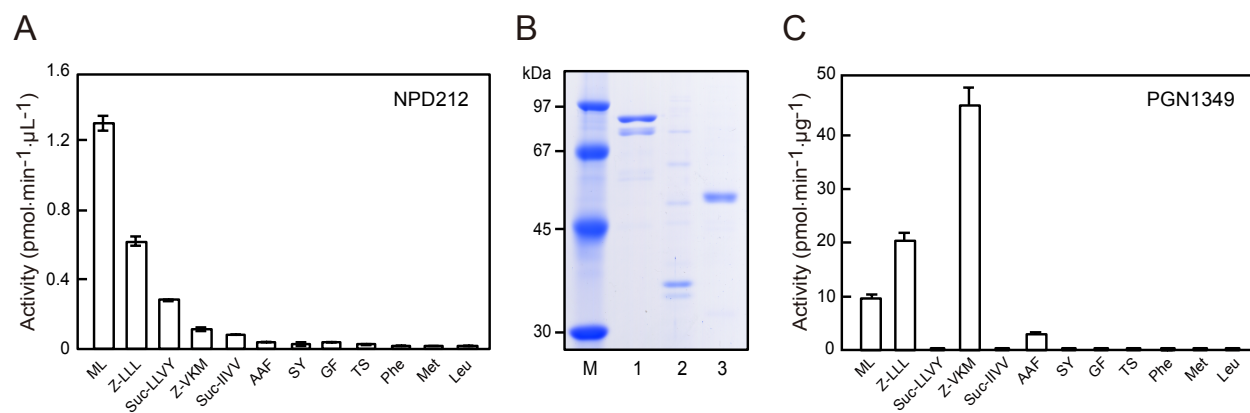 A
Activity (pmol·min⁻¹·µL⁻¹)
1.6
1.2
0.8
0.4
0
NPD212
ML
Z-LLL
Suc-LLVY
Z-VKM
Suc-IIVV
AAF
SY
GF
TS
Phe
Met
Leu
B
kDa
97
67
45
30
M 1 2 3
C
Activity (pmol·min⁻¹·µg⁻¹)
50
40
30
20
10
0
PGN1349
ML
Z-LLL
Suc-LLVY
Z-VKM
Suc-IIVV
AAF
SY
GF
TS
Phe
Met
Leu